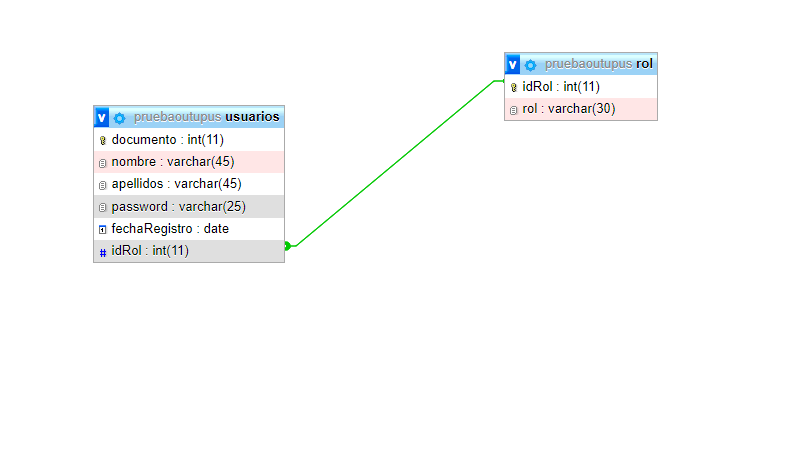 pruebaoutupus usuarios
documento : int(11)
nombre : varchar(45)
apellidos : varchar(45)
password : varchar(25)
fechaRegistro : date
# idRol : int(11)
pruebaoutupus rol
idRol : int(11)
rol : varchar(30)